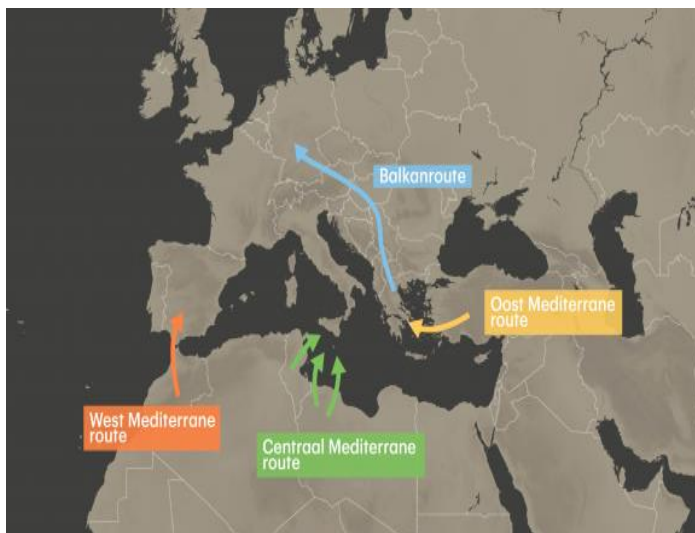 Balkanroute
Oost Mediterrane
route
West Mediterrane
route
Centraal Mediterrane
route